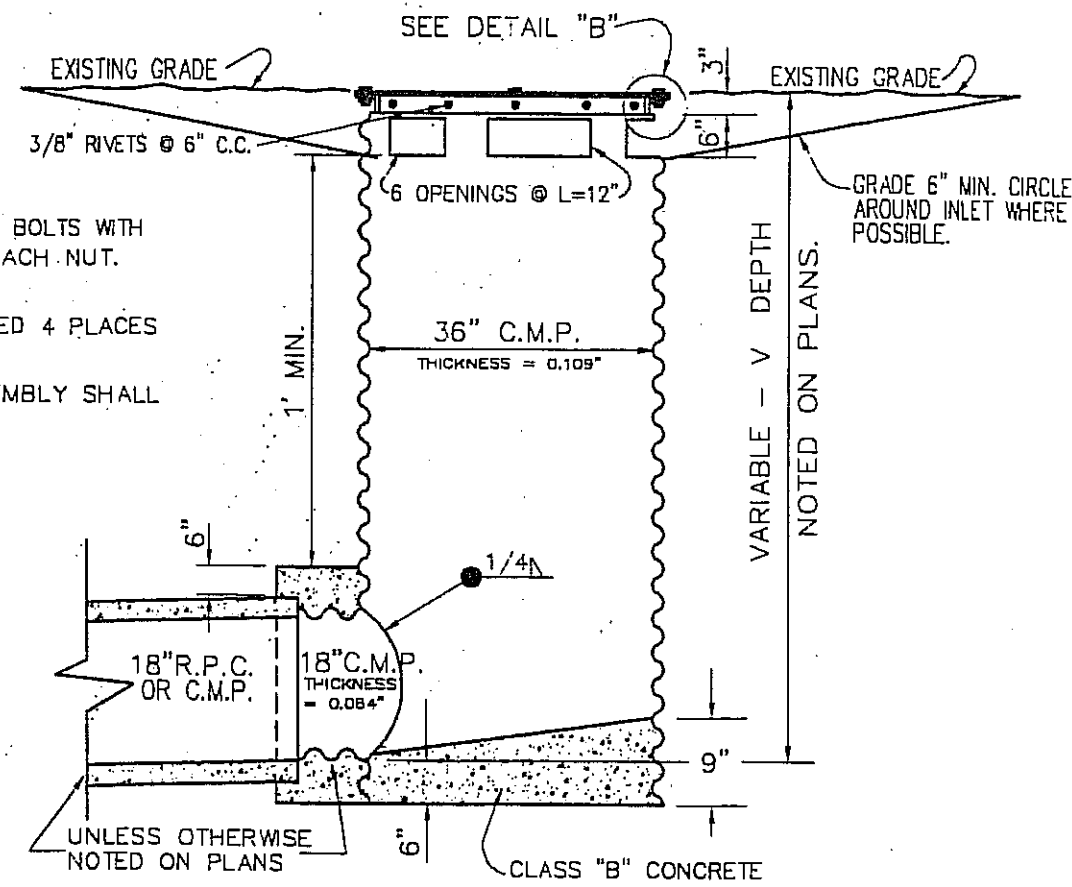 SEE DETAIL "B"
EXISTING GRADE
3"
EXISTING GRADE
3/8" RIVETS @ 6" C.C.
6"
6 OPENINGS @ L=12"
GRADE 6" MIN. CIRCLE
AROUND INLET WHERE
POSSIBLE.
BOLTS WITH
ACH NUT.
ED 4 PLACES
MBLY SHALL
1' MIN.
36" C.M.P.
THICKNESS = 0.109"
VARIABLE - V DEPTH
NOTED ON PLANS.
6"
1/4
18" R.P.C.
OR C.M.P.
18" C.M.P.
THICKNESS
= 0.064"
9"
6"
UNLESS OTHERWISE
NOTED ON PLANS
CLASS "B" CONCRETE